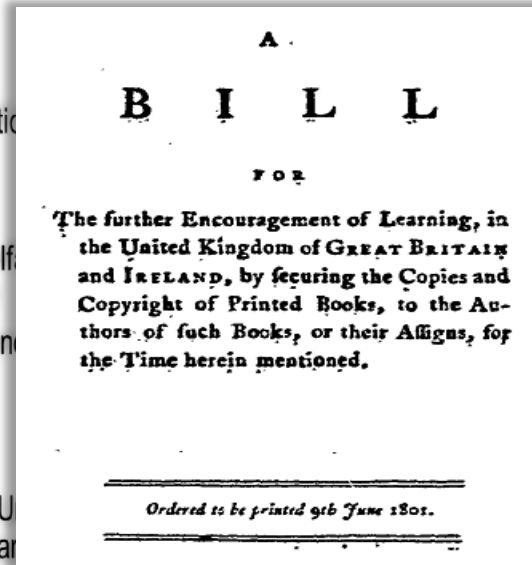 A
BILL
FOR
The further Encouragement of Learning, in
the United Kingdom of GREAT BRITAIN
and IRELAND, by ſecuring the Copies and
Copyright of Printed Books, to the Au-
thors of ſuch Books, or their Aſſigns, for
the Time herein mentioned.
Ordered to be printed 9th June 1801.